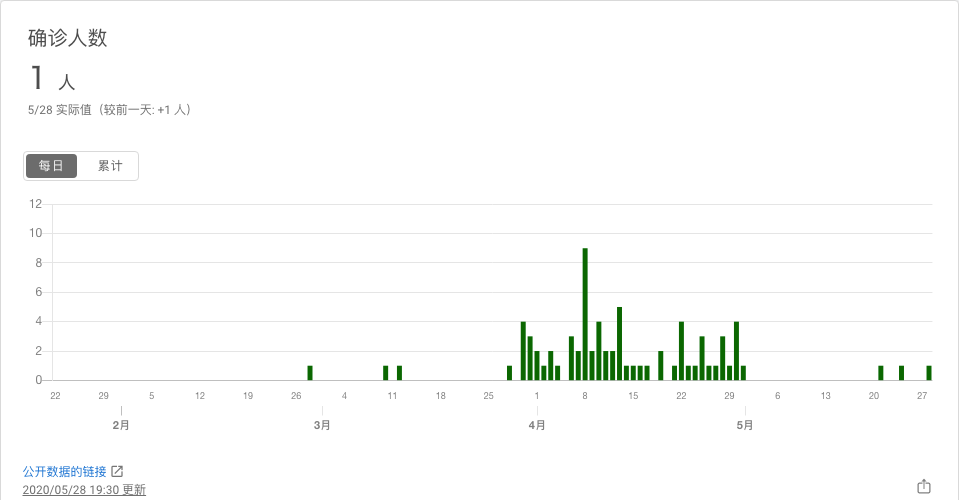 确诊人数
1 人
5/28 实际值（较前一天: +1 人）
每日 累计
12
10
8
6
4
2
0
22 29 5 12 19 26 4 11 18 25 1 8 15 22 29 6 13 20 27
2月 3月 4月 5月
公开数据的链接
2020/05/28 19:30 更新